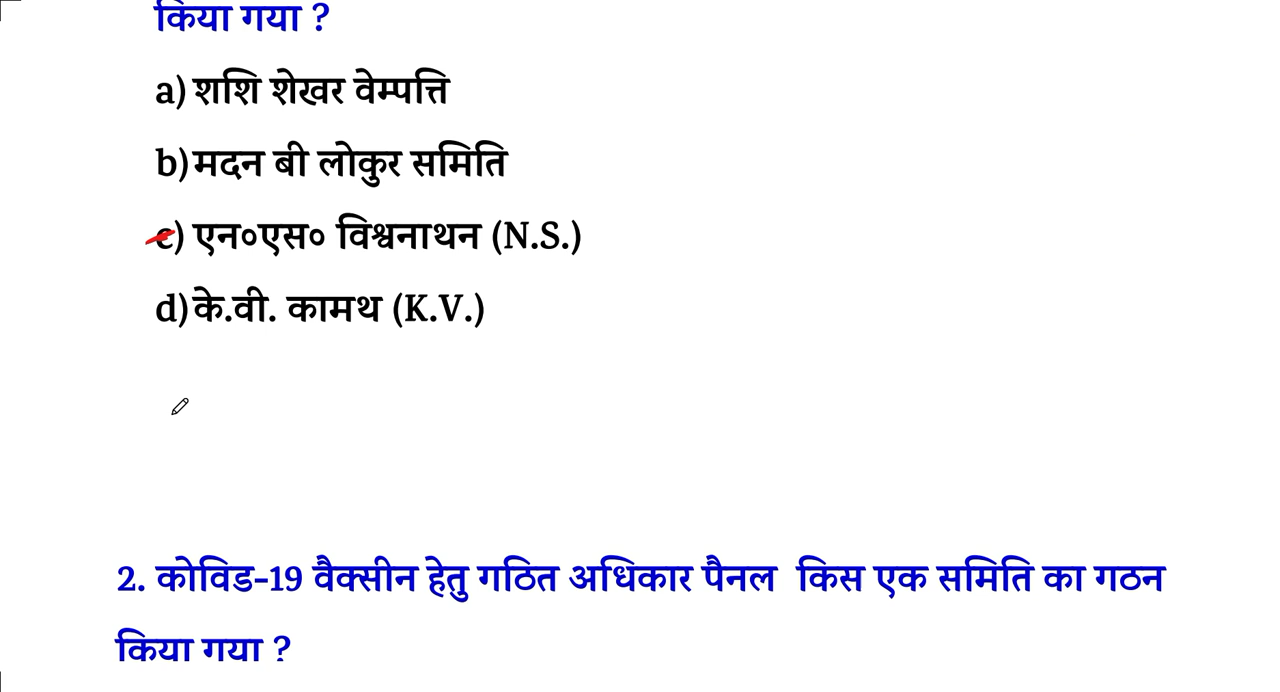 किया गया ?
a) शशि शेखर वेम्पत्ति
b) मदन बी लोकुर समिति
c) एन०एस० विश्वनाथन (N.S.)
d) के.वी. कामथ (K.V.)
2. कोविड-19 वैक्सीन हेतु गठित अधिकार पैनल किस एक समिति का गठन
किया गया ?